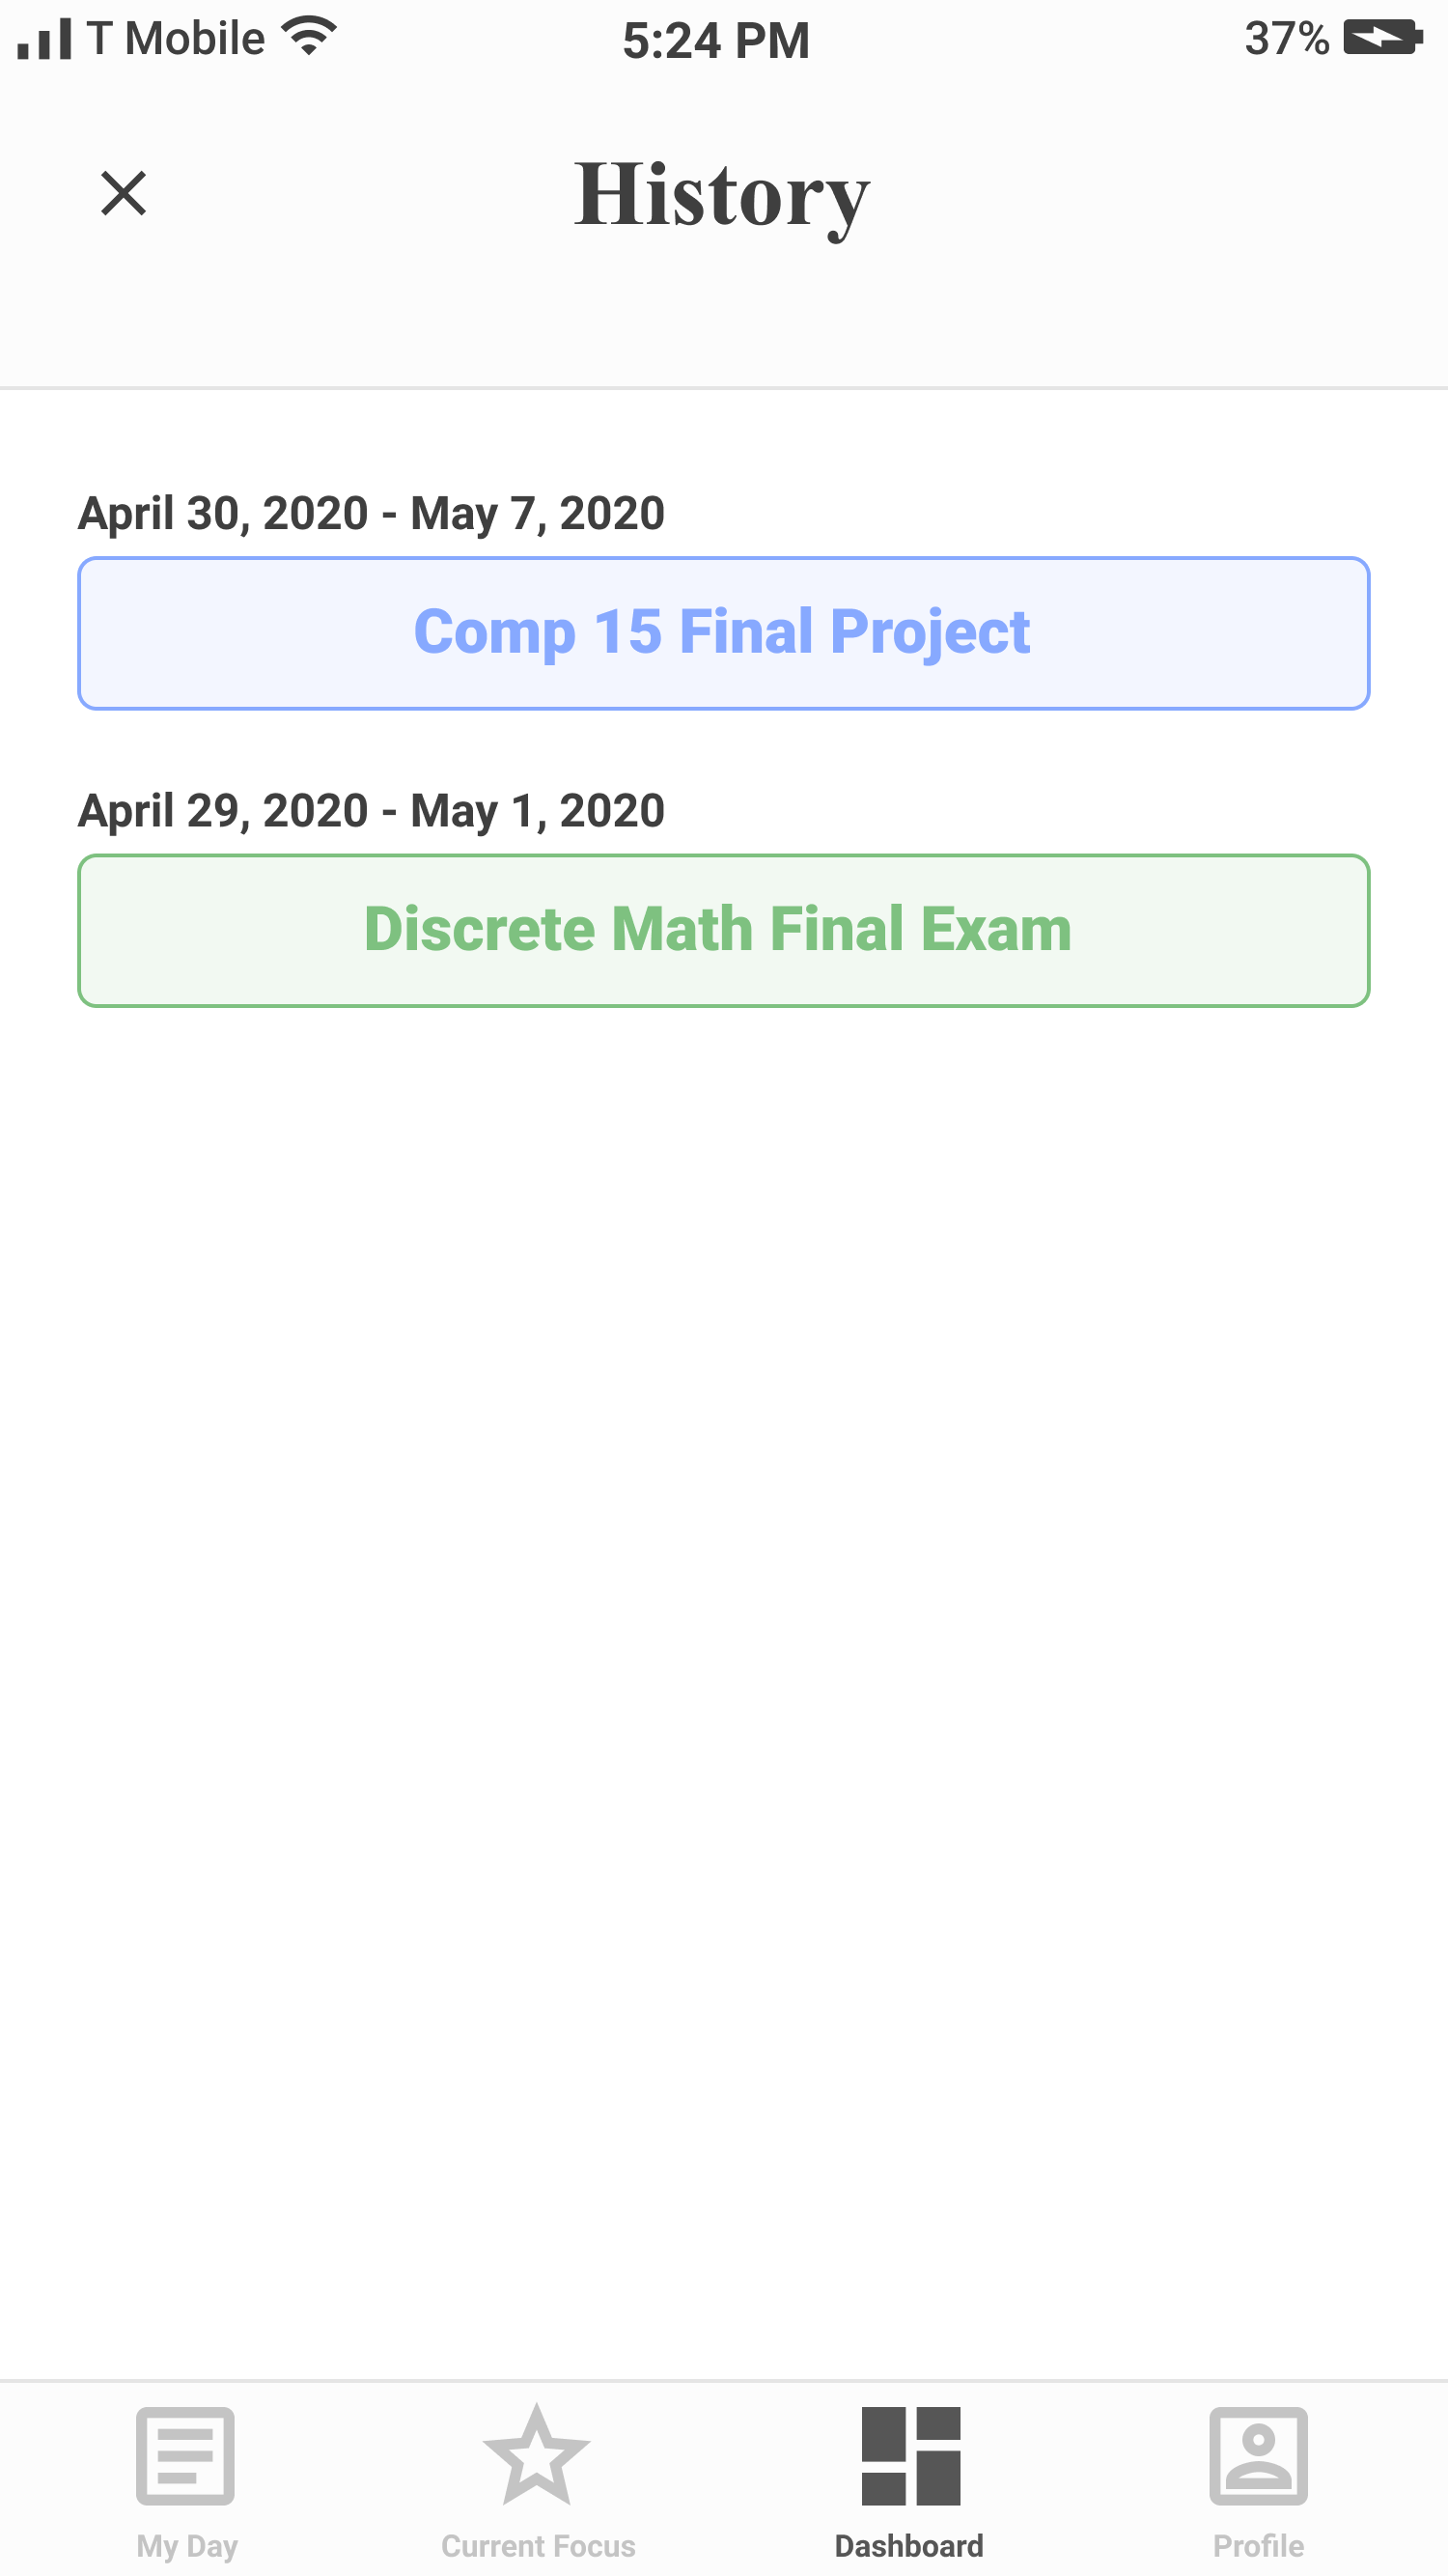 T Mobile 5:24 PM 37%
History
April 30, 2020 - May 7, 2020
Comp 15 Final Project
April 29, 2020 - May 1, 2020
Discrete Math Final Exam
My Day Current Focus Dashboard Profile